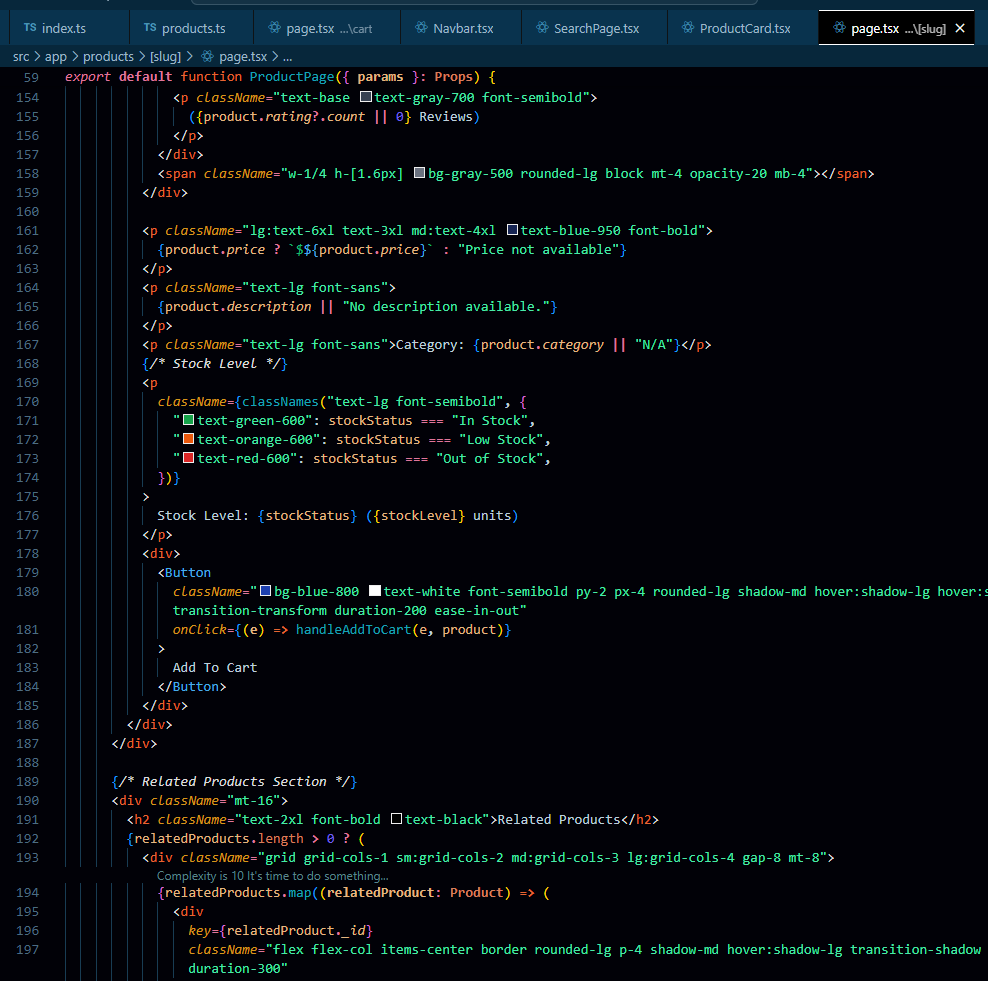 TS index.ts TS products.ts page.tsx ...\cart Navbar.tsx SearchPage.tsx ProductCard.tsx page.tsx ...\[slug] ✕
src > app > products > [slug] > page.tsx > ...
59 export default function ProductPage({ params }: Props) {
154 <p className="text-base text-gray-700 font-semibold">
155 ({product.rating?.count || 0} Reviews)
156 </p>
157 </div>
158 <span className="w-1/4 h-[1.6px] bg-gray-500 rounded-lg block mt-4 opacity-20 mb-4"></span>
159 </div>
160
161 <p className="lg:text-6xl text-3xl md:text-4xl text-blue-950 font-bold">
162 {product.price ? `$${product.price}` : "Price not available"}
163 </p>
164 <p className="text-lg font-sans">
165 {product.description || "No description available."}
166 </p>
167 <p className="text-lg font-sans">Category: {product.category || "N/A"}</p>
168 {/* Stock Level */}
169 <p
170 className={classNames("text-lg font-semibold", {
171 "text-green-600": stockStatus === "In Stock",
172 "text-orange-600": stockStatus === "Low Stock",
173 "text-red-600": stockStatus === "Out of Stock",
174 })}
175 >
176 Stock Level: {stockStatus} ({stockLevel} units)
177 </p>
178 <div>
179 <Button
180 className="bg-blue-800 text-white font-semibold py-2 px-4 rounded-lg shadow-md hover:shadow-lg hover:s
transition-transform duration-200 ease-in-out"
181 onClick={(e) => handleAddToCart(e, product)}
182 >
183 Add To Cart
184 </Button>
185 </div>
186 </div>
187 </div>
188
189 {/* Related Products Section */}
190 <div className="mt-16">
191 <h2 className="text-2xl font-bold text-black">Related Products</h2>
192 {relatedProducts.length > 0 ? (
193 <div className="grid grid-cols-1 sm:grid-cols-2 md:grid-cols-3 lg:grid-cols-4 gap-8 mt-8">
Complexity is 10 It's time to do something...
194 {relatedProducts.map((relatedProduct: Product) => (
195 <div
196 key={relatedProduct._id}
197 className="flex flex-col items-center border rounded-lg p-4 shadow-md hover:shadow-lg transition-shadow
duration-300"